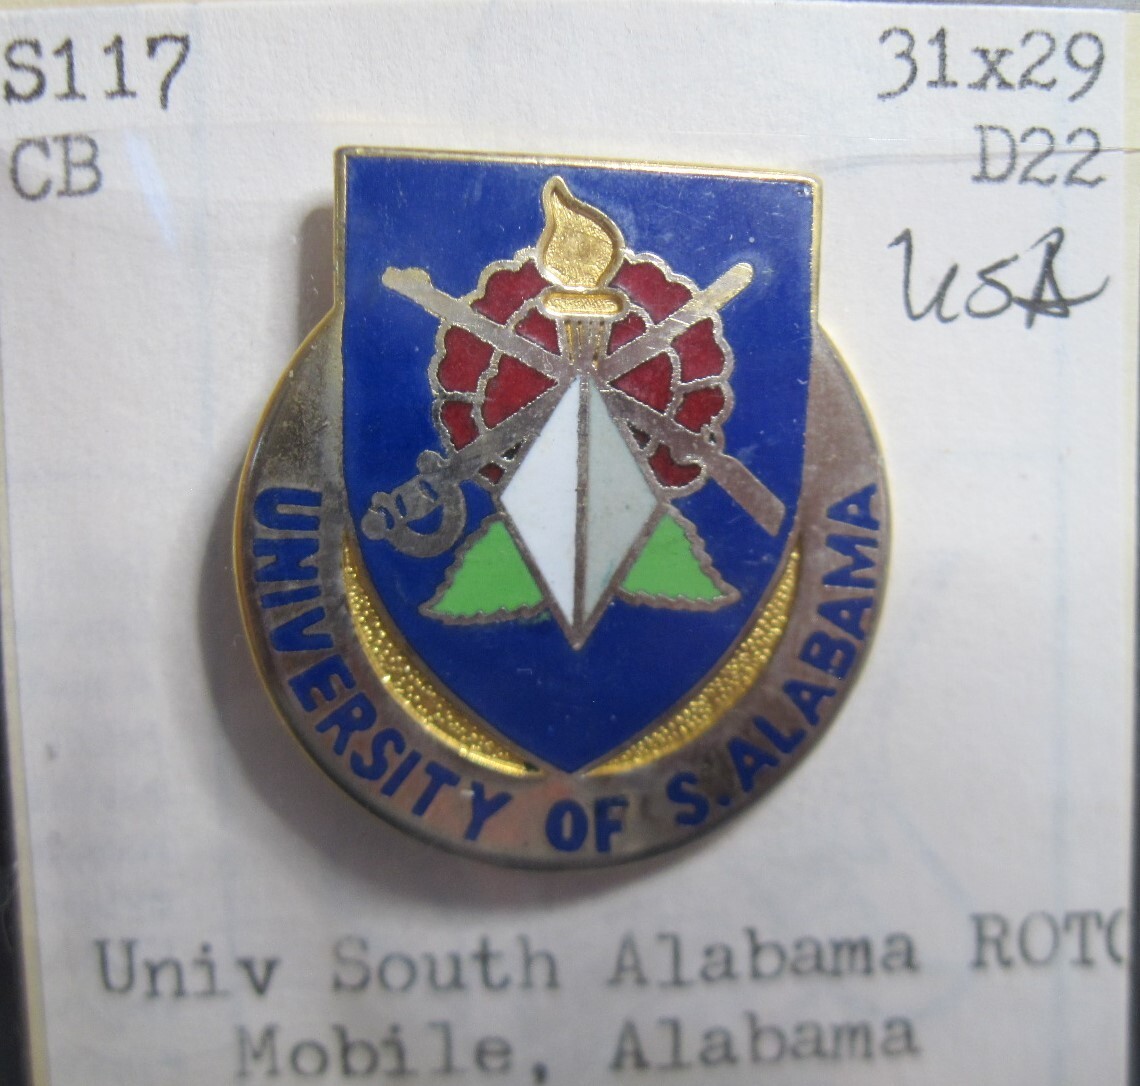 S117 31x29
CB D22
USA
UNIVERSITY OF S. ALABAMA
Univ South Alabama ROTC
Mobile, Alabama